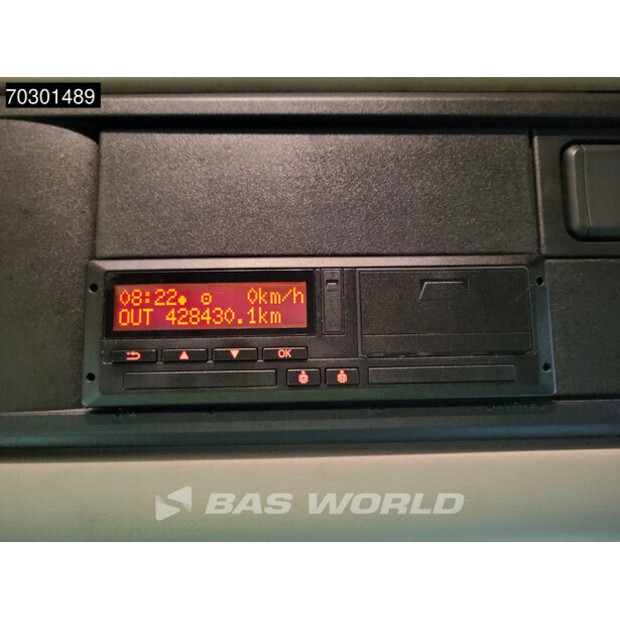 70301489
08:22● ⊙ 0km/h
OUT 428430.1km
OK
BAS WORLD